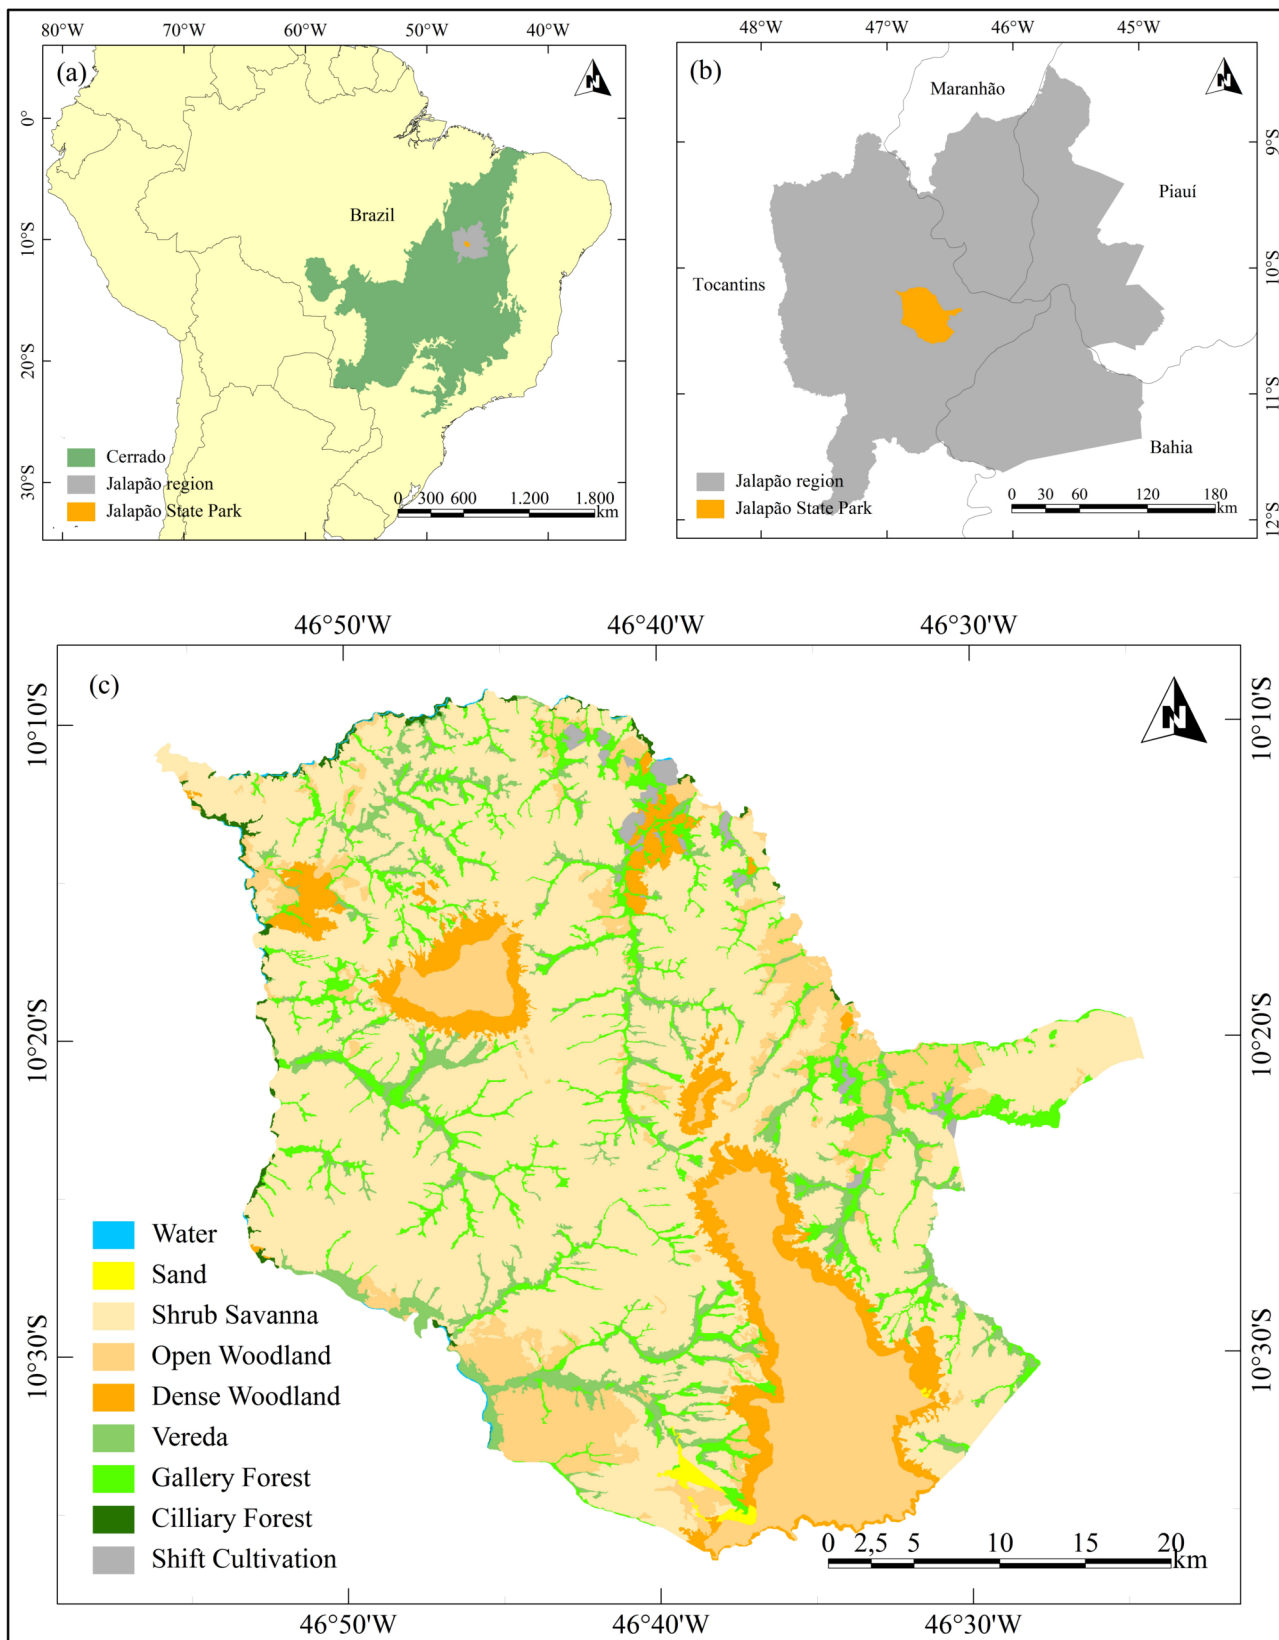 80°W 70°W 60°W 50°W 40°W
(a)
N
0°
10°S
20°S
30°S
Brazil
Cerrado
Jalapão region
Jalapão State Park
0 300 600 1.200 1.800
km
48°W 47°W 46°W 45°W
(b)
N
Maranhão
Piauí
Tocantins
Bahia
9°S
10°S
11°S
12°S
Jalapão region
Jalapão State Park
0 30 60 120 180
km
46°50'W 46°40'W 46°30'W
(c)
N
10°10'S
10°10'S
10°20'S
10°20'S
10°30'S
10°30'S
Water
Sand
Shrub Savanna
Open Woodland
Dense Woodland
Vereda
Gallery Forest
Cilliary Forest
Shift Cultivation
0 2,5 5 10 15 20
km
46°50'W 46°40'W 46°30'W